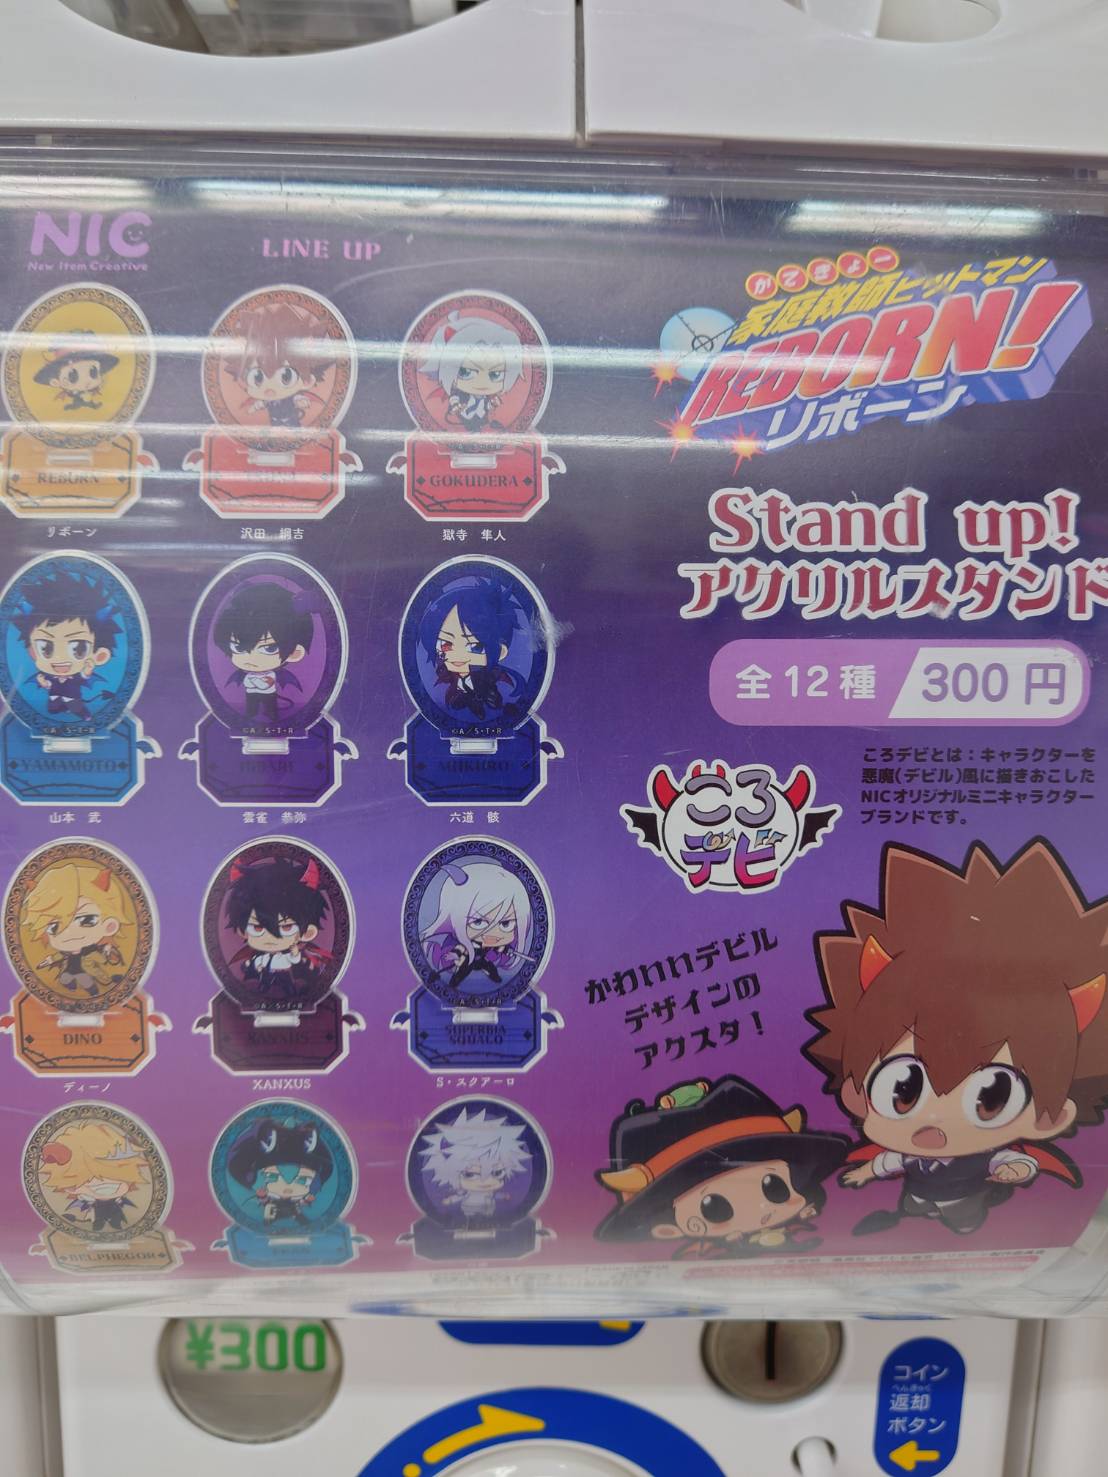 NIC
New Item Creative
LINE UP
かてきょー
家庭教師ヒットマン
REBORN!
リボーン
Stand up!
アクリルスタンド
全12種 300円
ころデビとは:キャラクターを
悪魔(デビル)風に描きおこした
NICオリジナルミニキャラクター
ブランドです。
ころ
デビ
かわいいデビル
デザインの
アクスタ!
REBORN
リボーン
沢田 綱吉
©A/S・T・R
GOKUDERA
獄寺 隼人
©A/S・T・R
YAMAMOTO
山本 武
©A/S・T・R
HIBARI
雲雀 恭弥
©A/S・T・R
MUKURO
六道 骸
DINO
ディーノ
©A/S・T・R
XANXUS
XANXUS
©A/S・T・R
SUPERBIA
SQUALO
S・スクアーロ
BELPHEGOR
FRAN
¥300
コイン
へんきゃく
返却
ボタン